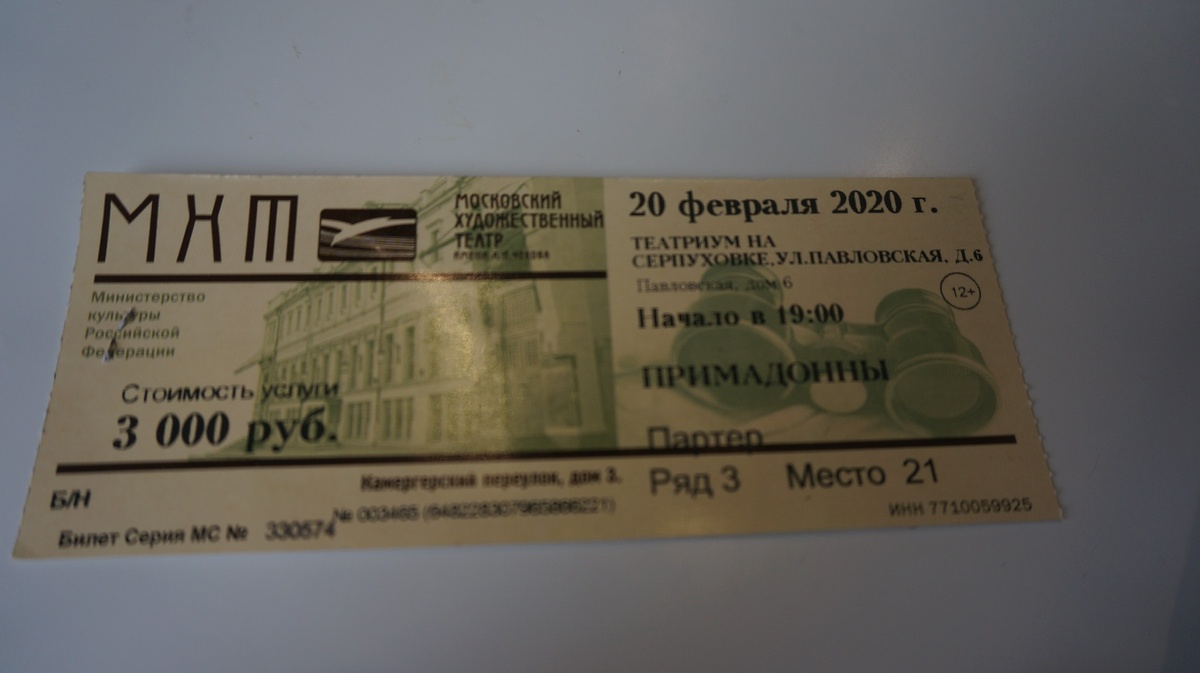 МХТ
МОСКОВСКИЙ
ХУДОЖЕСТВЕННЫЙ
ТЕАТР
ИМЕНИ А.П. ЧЕХОВА
Министерство
культуры
Российской
Федерации
Стоимость услуги
3 000 руб.
Камергерский переулок, дом 3.
Б/Н
Билет Серия МС № 330574
20 февраля 2020 г.
ТЕАТРИУМ НА
СЕРПУХОВКЕ,УЛ.ПАВЛОВСКАЯ, Д.6
Павловская, дом 6
12+
Начало в 19:00
ПРИМАДОННЫ
Партер
Ряд 3 Место 21
ИНН 7710059925